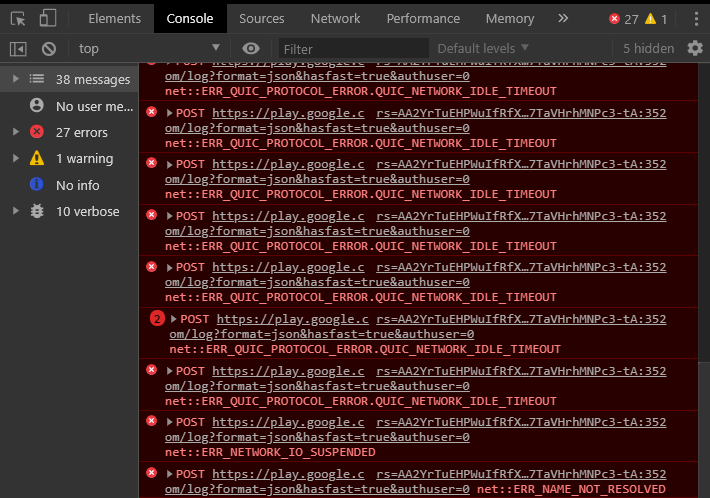 Elements Console Sources Network Performance Memory 27 1
top Filter Default levels 5 hidden
38 messages
No user me...
27 errors
1 warning
No info
10 verbose
om/log?format=json&hasfast=true&authuser=0
net::ERR_QUIC_PROTOCOL_ERROR.QUIC_NETWORK_IDLE_TIMEOUT
POST https://play.google.c rs=AA2YrTuEHPWuIfRfX…7TaVHrhMNPc3-tA:352
om/log?format=json&hasfast=true&authuser=0
net::ERR_QUIC_PROTOCOL_ERROR.QUIC_NETWORK_IDLE_TIMEOUT
POST https://play.google.c rs=AA2YrTuEHPWuIfRfX…7TaVHrhMNPc3-tA:352
om/log?format=json&hasfast=true&authuser=0
net::ERR_QUIC_PROTOCOL_ERROR.QUIC_NETWORK_IDLE_TIMEOUT
POST https://play.google.c rs=AA2YrTuEHPWuIfRfX…7TaVHrhMNPc3-tA:352
om/log?format=json&hasfast=true&authuser=0
net::ERR_QUIC_PROTOCOL_ERROR.QUIC_NETWORK_IDLE_TIMEOUT
POST https://play.google.c rs=AA2YrTuEHPWuIfRfX…7TaVHrhMNPc3-tA:352
om/log?format=json&hasfast=true&authuser=0
net::ERR_QUIC_PROTOCOL_ERROR.QUIC_NETWORK_IDLE_TIMEOUT
2 POST https://play.google.c rs=AA2YrTuEHPWuIfRfX…7TaVHrhMNPc3-tA:352
om/log?format=json&hasfast=true&authuser=0
net::ERR_QUIC_PROTOCOL_ERROR.QUIC_NETWORK_IDLE_TIMEOUT
POST https://play.google.c rs=AA2YrTuEHPWuIfRfX…7TaVHrhMNPc3-tA:352
om/log?format=json&hasfast=true&authuser=0
net::ERR_QUIC_PROTOCOL_ERROR.QUIC_NETWORK_IDLE_TIMEOUT
POST https://play.google.c rs=AA2YrTuEHPWuIfRfX…7TaVHrhMNPc3-tA:352
om/log?format=json&hasfast=true&authuser=0
net::ERR_NETWORK_IO_SUSPENDED
POST https://play.google.c rs=AA2YrTuEHPWuIfRfX…7TaVHrhMNPc3-tA:352
om/log?format=json&hasfast=true&authuser=0 net::ERR_NAME_NOT_RESOLVED